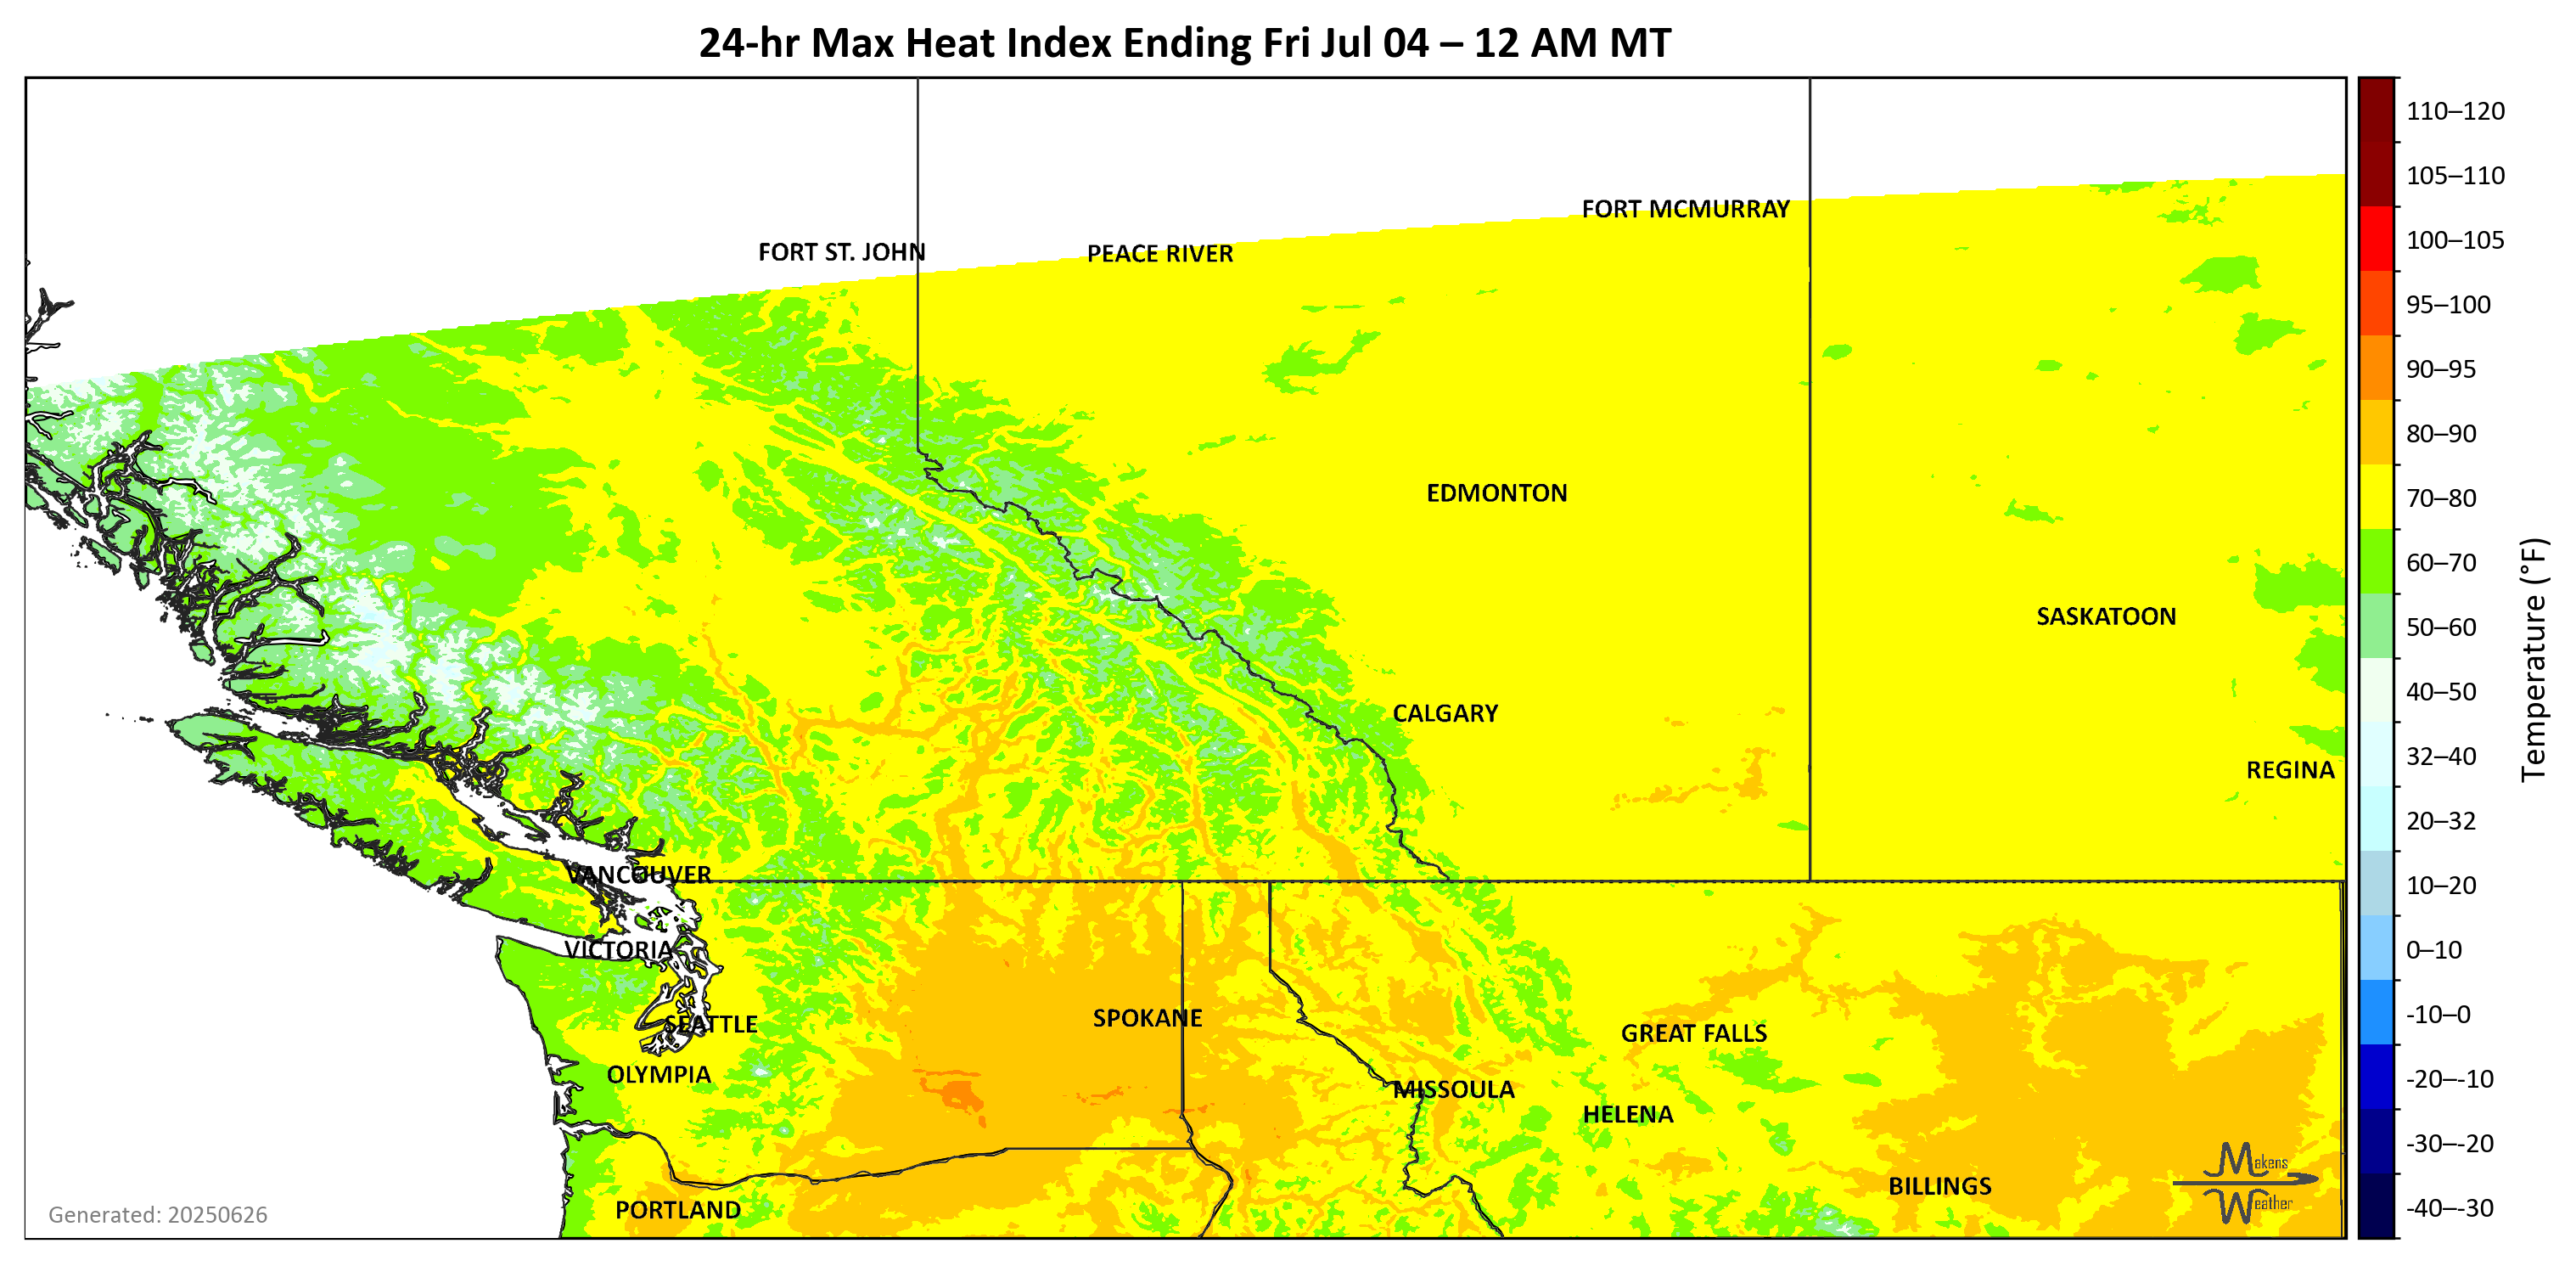 24-hr Max Heat Index Ending Fri Jul 04 – 12 AM MT
FORT MCMURRAY
FORT ST. JOHN
PEACE RIVER
EDMONTON
SASKATOON
CALGARY
REGINA
VANCOUVER
VICTORIA
SPOKANE
SEATTLE
GREAT FALLS
OLYMPIA
MISSOULA
HELENA
BILLINGS
PORTLAND
Makens
Weather
Generated: 20250626
110–120
105–110
100–105
95–100
90–95
80–90
70–80
60–70
50–60
40–50
32–40
20–32
10–20
0–10
-10–0
-20–-10
-30–-20
-40–-30
Temperature (°F)